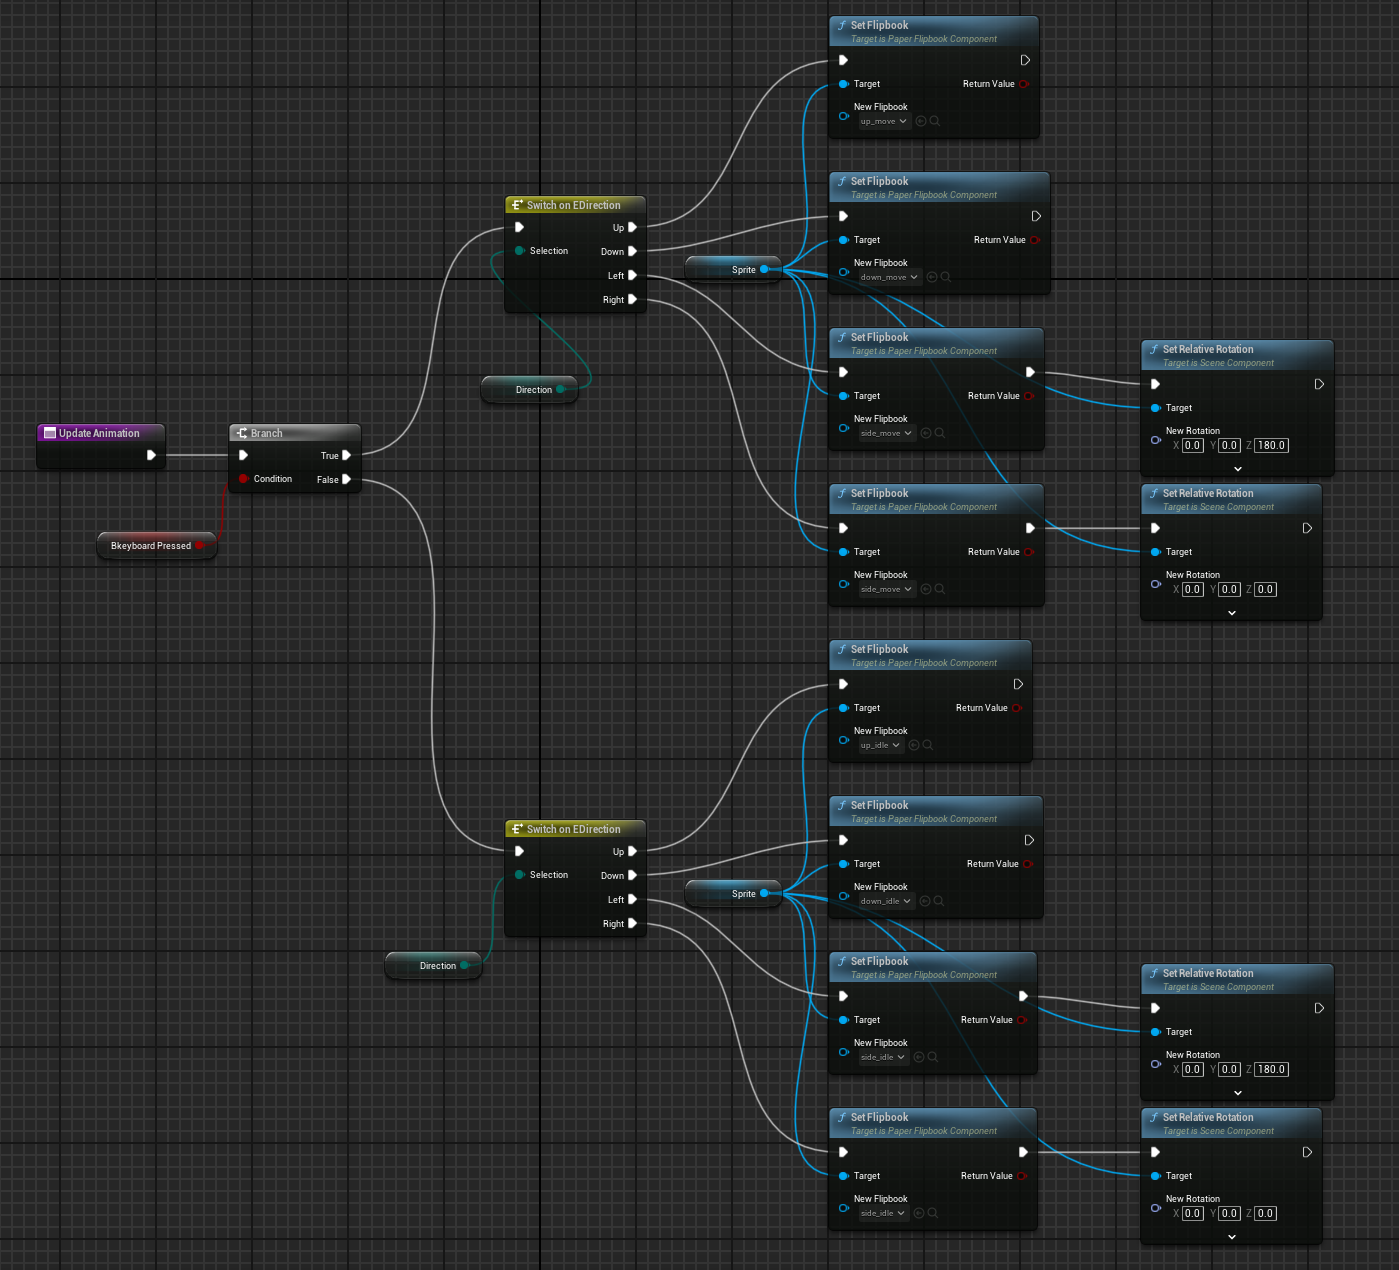 Set Flipbook
Target is Paper Flipbook Component
Target Return Value
New Flipbook
up_move
Set Flipbook
Target is Paper Flipbook Component
Target Return Value
New Flipbook
down_move
Switch on EDirection
Up
Selection Down
Left
Right
Sprite
Direction
Set Flipbook
Target is Paper Flipbook Component
Target Return Value
New Flipbook
side_move
Set Relative Rotation
Target is Scene Component
Target
New Rotation
X 0.0 Y 0.0 Z 180.0
Update Animation
Branch
True
Condition False
Bkeyboard Pressed
Set Flipbook
Target is Paper Flipbook Component
Target Return Value
New Flipbook
side_move
Set Relative Rotation
Target is Scene Component
Target
New Rotation
X 0.0 Y 0.0 Z 0.0
Set Flipbook
Target is Paper Flipbook Component
Target Return Value
New Flipbook
up_idle
Set Flipbook
Target is Paper Flipbook Component
Target Return Value
New Flipbook
down_idle
Switch on EDirection
Up
Selection Down
Left
Right
Sprite
Direction
Set Flipbook
Target is Paper Flipbook Component
Target Return Value
New Flipbook
side_idle
Set Relative Rotation
Target is Scene Component
Target
New Rotation
X 0.0 Y 0.0 Z 180.0
Set Flipbook
Target is Paper Flipbook Component
Target Return Value
New Flipbook
side_idle
Set Relative Rotation
Target is Scene Component
Target
New Rotation
X 0.0 Y 0.0 Z 0.0